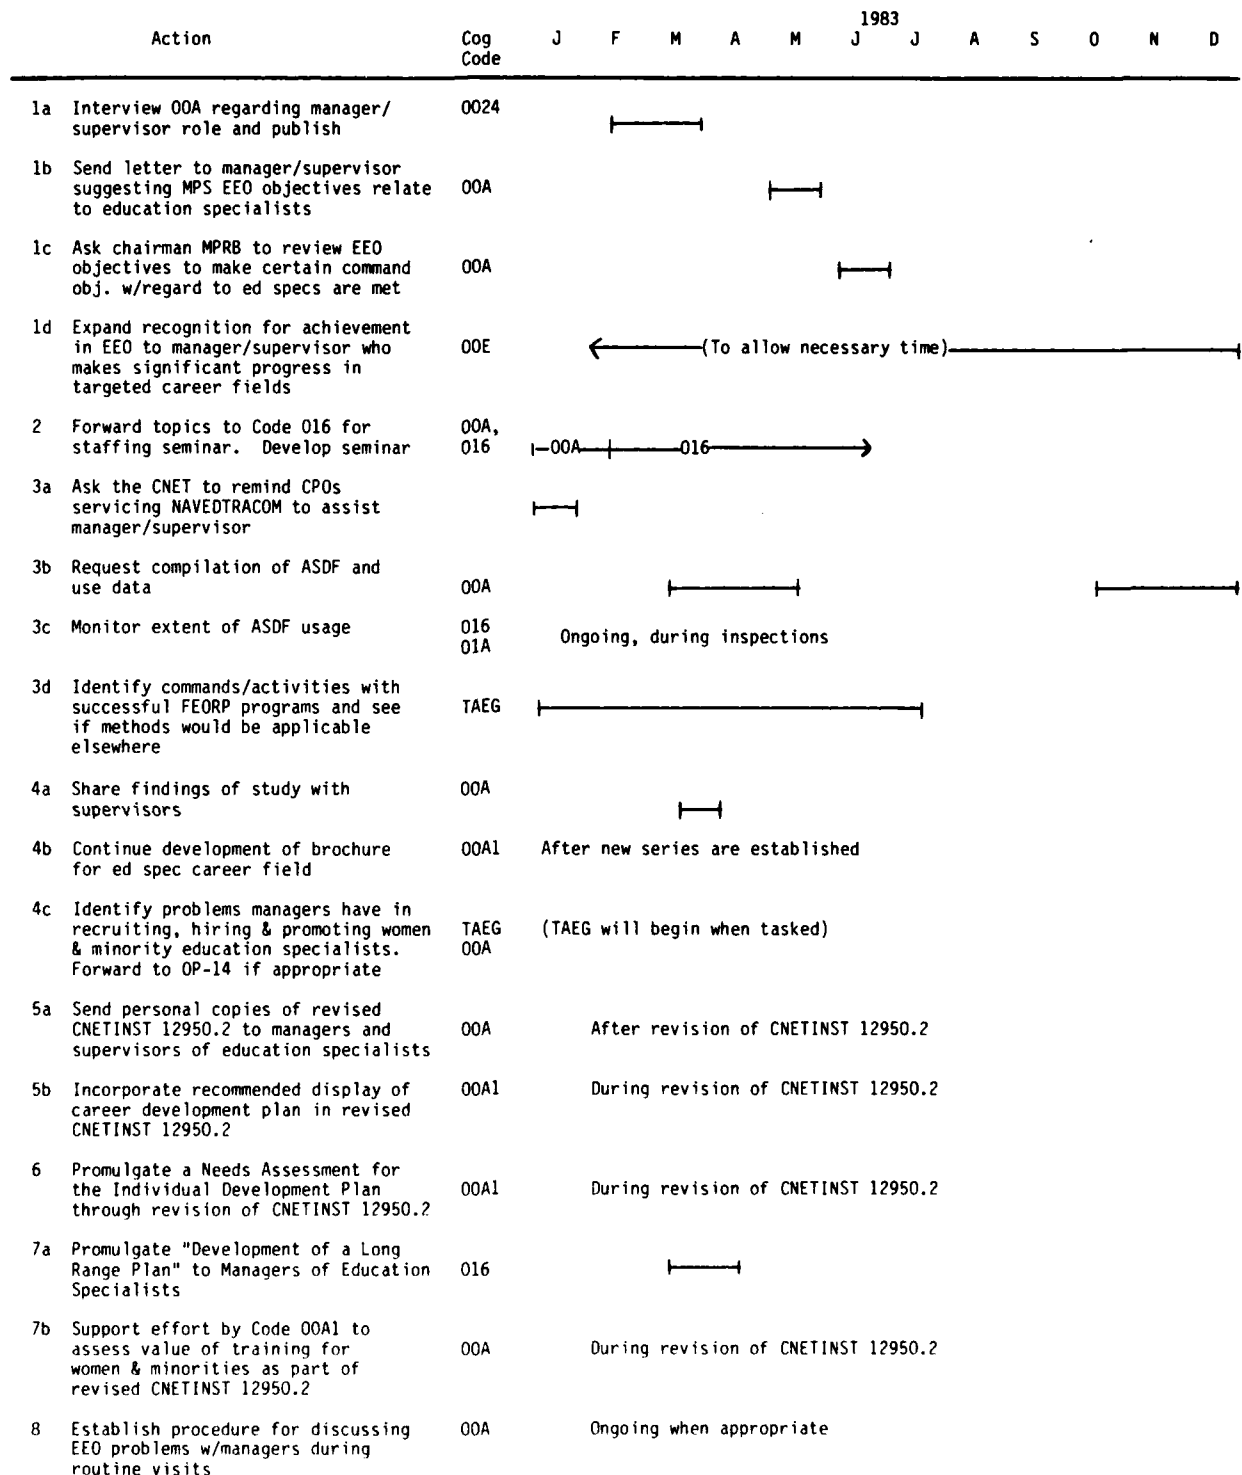 1983
Action Cog Code J F M A M J J A S O N D
1a Interview 00A regarding manager/ 0024
supervisor role and publish
1b Send letter to manager/supervisor
suggesting MPS EEO objectives relate 00A
to education specialists
1c Ask chairman MPRB to review EEO
objectives to make certain command 00A
obj. w/regard to ed specs are met
1d Expand recognition for achievement
in EEO to manager/supervisor who 00E (To allow necessary time)
makes significant progress in
targeted career fields
2 Forward topics to Code 016 for 00A,
staffing seminar. Develop seminar 016 00A 016
3a Ask the CNET to remind CPOs
servicing NAVEDTRACOM to assist
manager/supervisor
3b Request compilation of ASDF and
use data 00A
3c Monitor extent of ASDF usage 016
01A Ongoing, during inspections
3d Identify commands/activities with
successful FEORP programs and see TAEG
if methods would be applicable
elsewhere
4a Share findings of study with 00A
supervisors
4b Continue development of brochure 00A1 After new series are established
for ed spec career field
4c Identify problems managers have in
recruiting, hiring & promoting women TAEG (TAEG will begin when tasked)
& minority education specialists. 00A
Forward to OP-14 if appropriate
5a Send personal copies of revised
CNETINST 12950.2 to managers and 00A After revision of CNETINST 12950.2
supervisors of education specialists
5b Incorporate recommended display of 00A1 During revision of CNETINST 12950.2
career development plan in revised
CNETINST 12950.2
6 Promulgate a Needs Assessment for
the Individual Development Plan 00A1 During revision of CNETINST 12950.2
through revision of CNETINST 12950.2
7a Promulgate "Development of a Long
Range Plan" to Managers of Education 016
Specialists
7b Support effort by Code 00A1 to
assess value of training for 00A During revision of CNETINST 12950.2
women & minorities as part of
revised CNETINST 12950.2
8 Establish procedure for discussing 00A Ongoing when appropriate
EEO problems w/managers during
routine visits